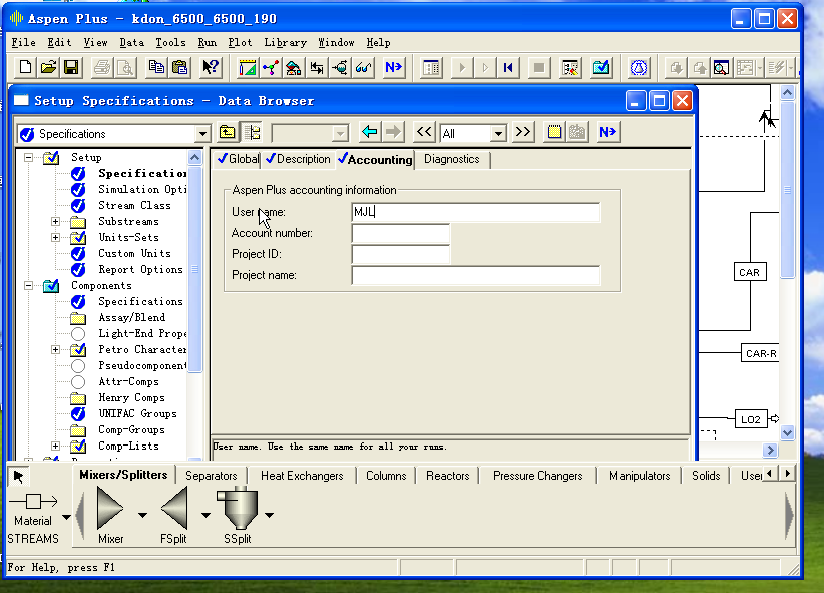 Aspen Plus - kdon_6500_6500_190
File Edit View Data Tools Run Plot Library Window Help
N>
Setup Specifications - Data Browser
Specifications
<< All >> N>
Global Description Accounting Diagnostics
Setup
Specification
Simulation Opti
Stream Class
Substreams
Units-Sets
Custom Units
Report Options
Components
Specifications
Assay/Blend
Light-End Prope
Petro Character
Pseudocomponent
Attr-Comps
Henry Comps
UNIFAC Groups
Comp-Groups
Comp-Lists
Aspen Plus accounting information
User name: MJL
Account number:
Project ID:
Project name:
User name. Use the same name for all your runs.
CAR
CAR-R
LO2
Mixers/Splitters Separators Heat Exchangers Columns Reactors Pressure Changers Manipulators Solids User
Material
STREAMS
Mixer FSplit SSplit
For Help, press F1